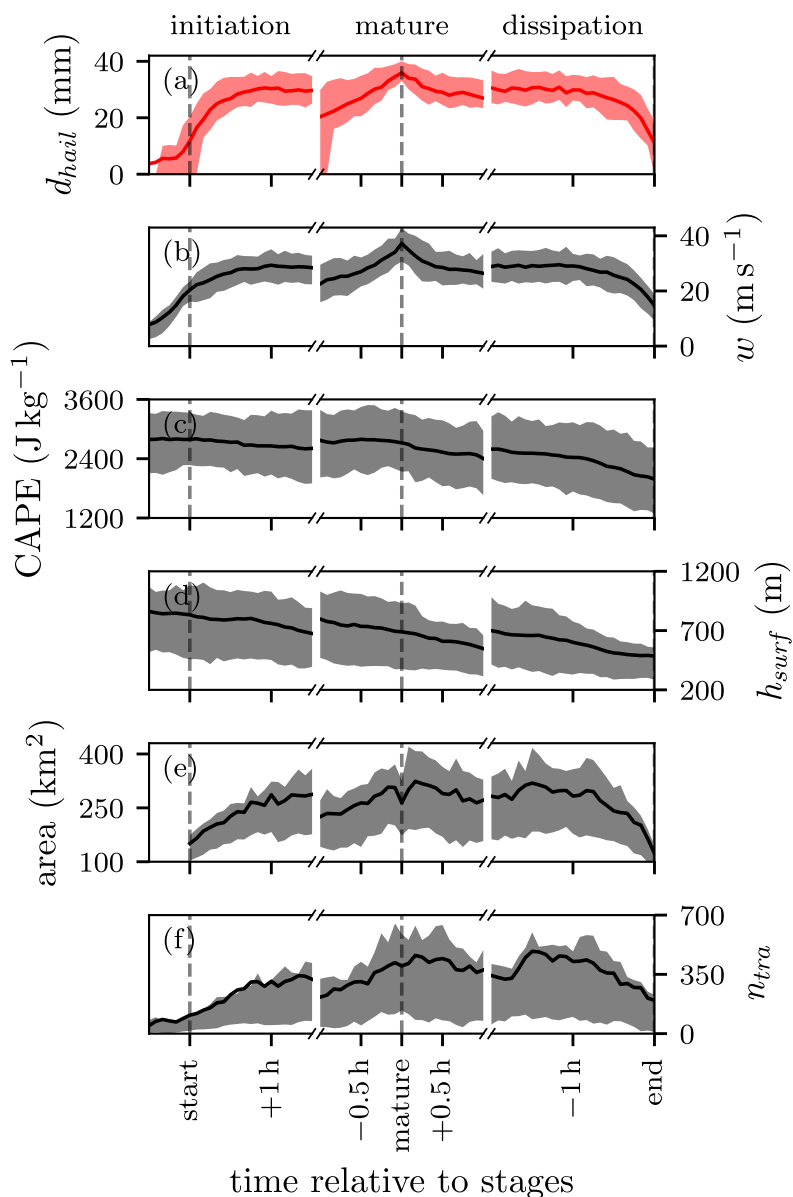 initiation mature dissipation
(a)
d_hail (mm)
40
20
0
(b)
w (m s⁻¹)
40
20
0
(c)
CAPE (J kg⁻¹)
3600
2400
1200
(d)
h_surf (m)
1200
700
200
(e)
area (km²)
400
250
100
(f)
n_tra
700
350
0
start +1 h −0.5 h mature +0.5 h −1 h end
time relative to stages